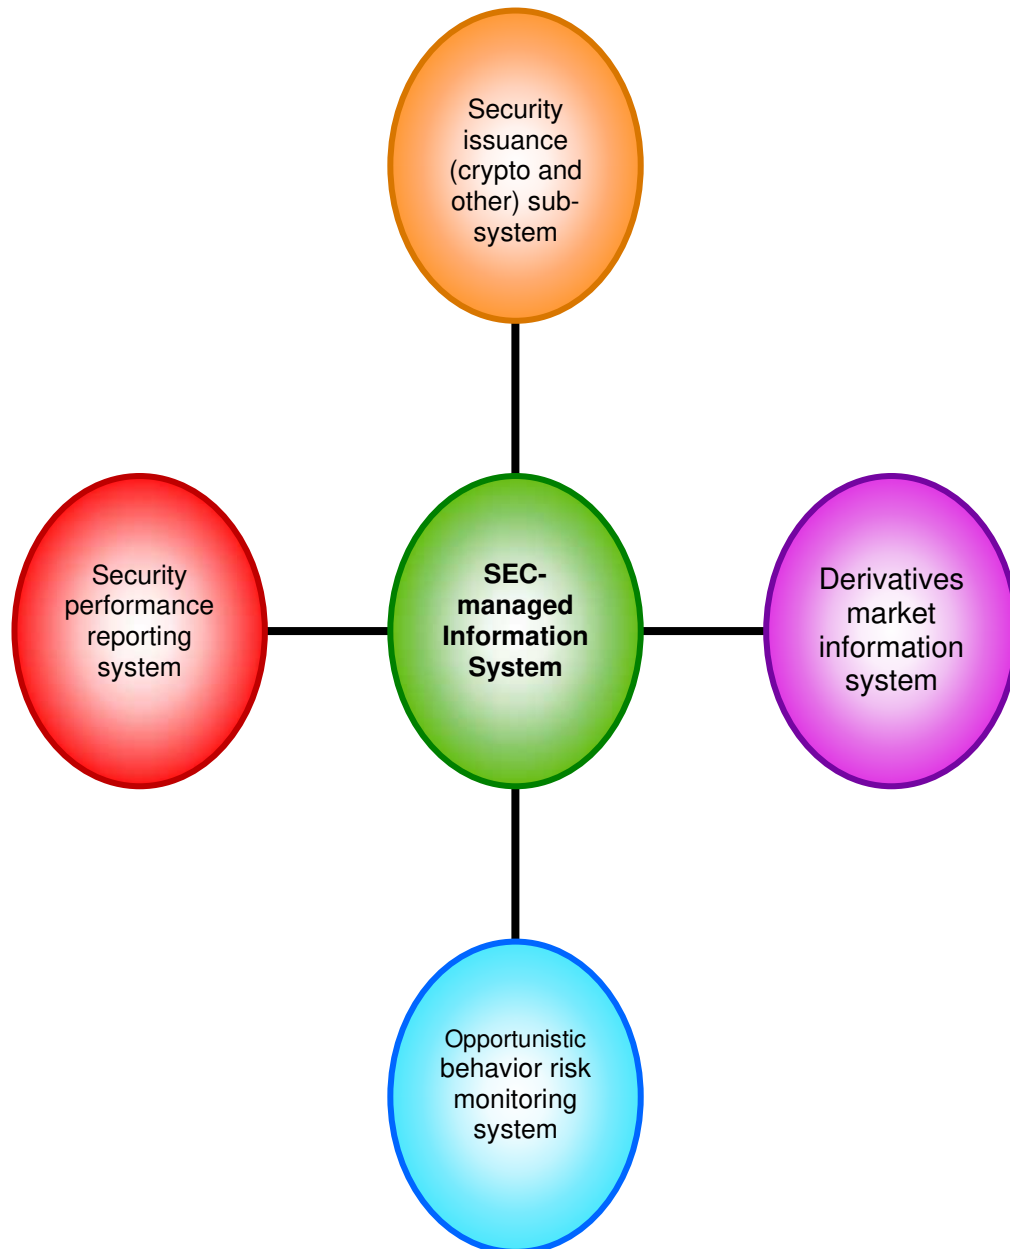 Security
issuance
(crypto and
other) sub-
system
Security
performance
reporting
system
SEC-
managed
Information
System
Derivatives
market
information
system
Opportunistic
behavior risk
monitoring
system